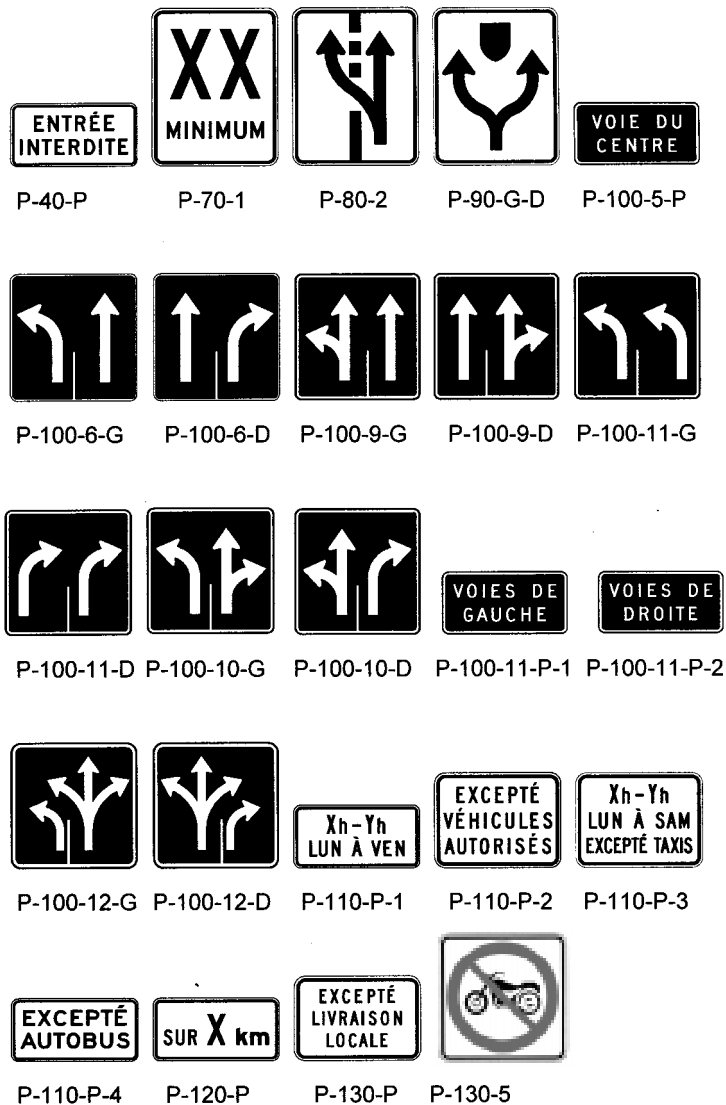 ENTRÉE
INTERDITE
XX
MINIMUM
VOIE DU
CENTRE
P-40-P P-70-1 P-80-2 P-90-G-D P-100-5-P
P-100-6-G P-100-6-D P-100-9-G P-100-9-D P-100-11-G
VOIES DE
GAUCHE
VOIES DE
DROITE
P-100-11-D P-100-10-G P-100-10-D P-100-11-P-1 P-100-11-P-2
Xh-Yh
LUN À VEN
EXCEPTÉ
VÉHICULES
AUTORISÉS
Xh-Yh
LUN À SAM
EXCEPTÉ TAXIS
P-100-12-G P-100-12-D P-110-P-1 P-110-P-2 P-110-P-3
EXCEPTÉ
AUTOBUS
SUR X km
EXCEPTÉ
LIVRAISON
LOCALE
P-110-P-4 P-120-P P-130-P P-130-5